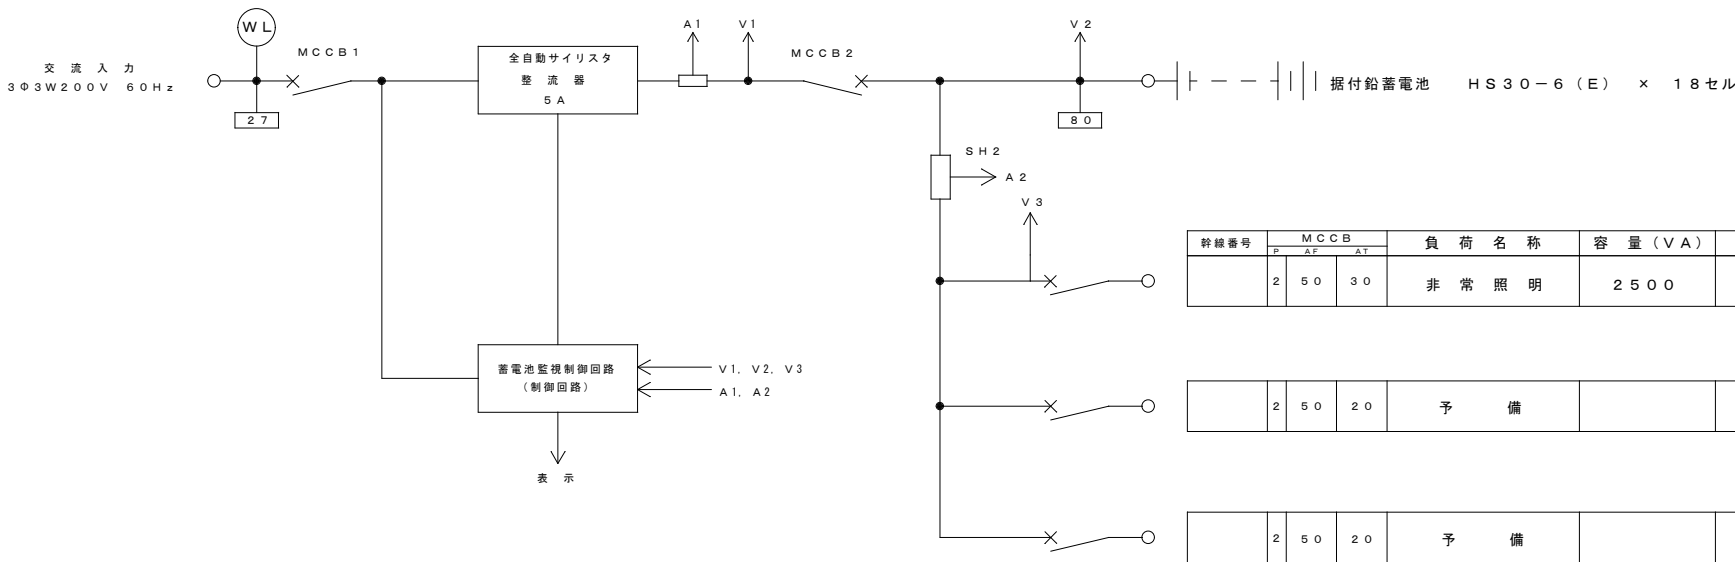 WL
MCCB1
交流入力
3Φ3W200V 60Hz
27
全自動サイリスタ
整流器
5A
A1
V1
MCCB2
V2
80
据付鉛蓄電池 HS30-6(E) × 18セル
SH2
A2
V3
幹線番号 MCCB 負荷名称 容量(VA)
P AF AT
2 50 30 非常照明 2500
蓄電池監視制御回路
(制御回路)
V1, V2, V3
A1, A2
2 50 20 予備
表示
2 50 20 予備